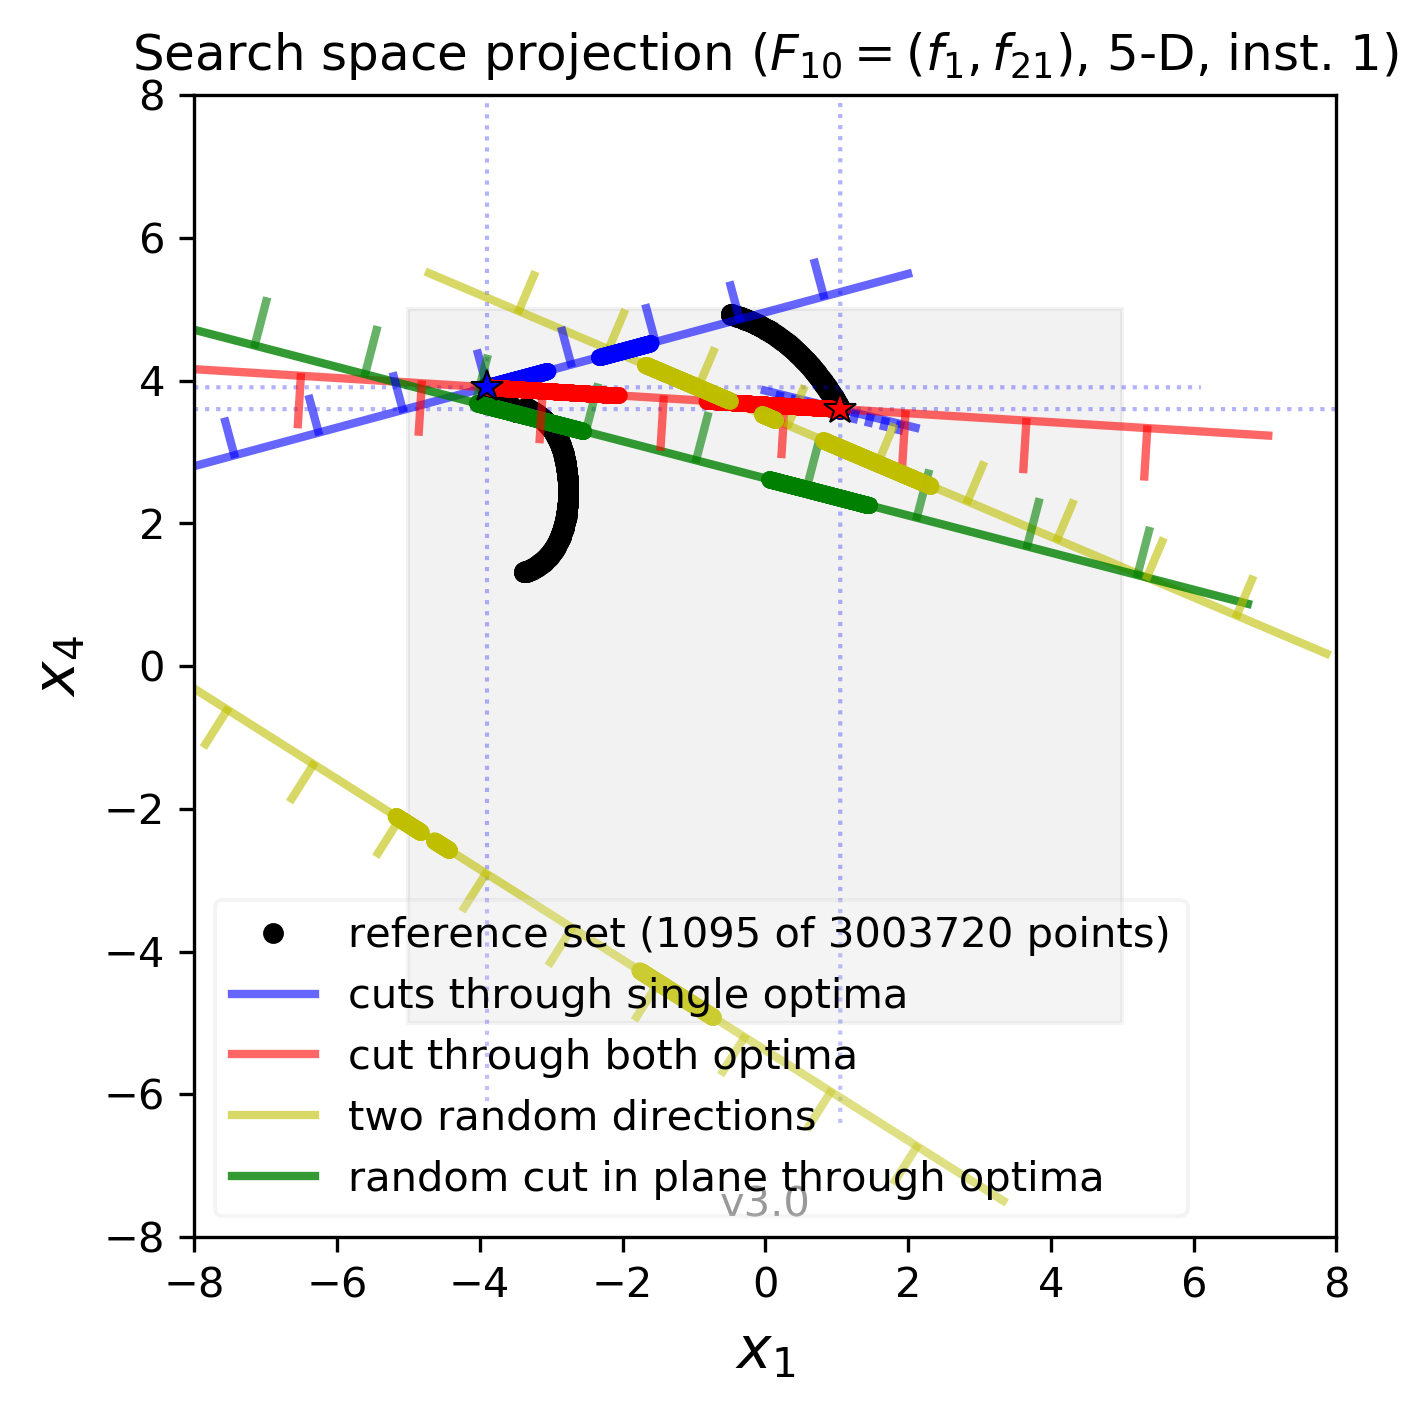 Search space projection (F₁₀ = (f₁, f₂₁), 5-D, inst. 1)
8
6
4
2
0
−2
−4
−6
−8
x₄
reference set (1095 of 3003720 points)
cuts through single optima
cut through both optima
two random directions
random cut in plane through optima
v3.0
−8 −6 −4 −2 0 2 4 6 8
x₁